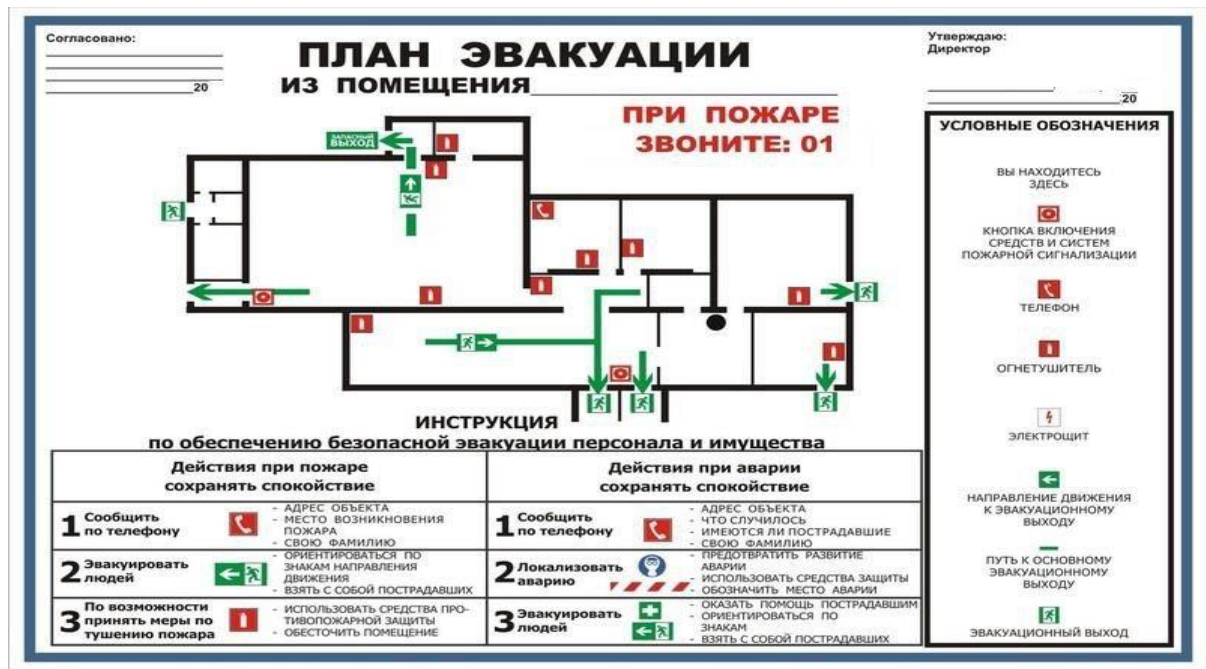 Согласовано:
20
ПЛАН ЭВАКУАЦИИ
ИЗ ПОМЕЩЕНИЯ
Утверждаю:
Директор
20
ПРИ ПОЖАРЕ
ЗВОНИТЕ: 01
ЗАПАСНЫЙ
ВЫХОД
УСЛОВНЫЕ ОБОЗНАЧЕНИЯ
ВЫ НАХОДИТЕСЬ
ЗДЕСЬ
КНОПКА ВКЛЮЧЕНИЯ
СРЕДСТВ И СИСТЕМ
ПОЖАРНОЙ СИГНАЛИЗАЦИИ
ТЕЛЕФОН
ОГНЕТУШИТЕЛЬ
ЭЛЕКТРОЩИТ
НАПРАВЛЕНИЕ ДВИЖЕНИЯ
К ЭВАКУАЦИОННОМУ
ВЫХОДУ
ПУТЬ К ОСНОВНОМУ
ЭВАКУАЦИОННОМУ
ВЫХОДУ
ЭВАКУАЦИОННЫЙ ВЫХОД
ИНСТРУКЦИЯ
по обеспечению безопасной эвакуации персонала и имущества
Действия при пожаре
сохранять спокойствие
1 Сообщить
по телефону
- АДРЕС ОБЪЕКТА
- МЕСТО ВОЗНИКНОВЕНИЯ
ПОЖАРА
- СВОЮ ФАМИЛИЮ
2 Эвакуировать
людей
- ОРИЕНТИРОВАТЬСЯ ПО
ЗНАКАМ НАПРАВЛЕНИЯ
ДВИЖЕНИЯ
- ВЗЯТЬ С СОБОЙ ПОСТРАДАВШИХ
3 По возможности
принять меры по
тушению пожара
- ИСПОЛЬЗОВАТЬ СРЕДСТВА ПРО-
ТИВОПОЖАРНОЙ ЗАЩИТЫ
- ОБЕСТОЧИТЬ ПОМЕЩЕНИЕ
Действия при аварии
сохранять спокойствие
1 Сообщить
по телефону
- АДРЕС ОБЪЕКТА
- ЧТО СЛУЧИЛОСЬ
- ИМЕЮТСЯ ЛИ ПОСТРАДАВШИЕ
- СВОЮ ФАМИЛИЮ
2 Локализовать
аварию
- ПРЕДОТВРАТИТЬ РАЗВИТИЕ
АВАРИИ
- ИСПОЛЬЗОВАТЬ СРЕДСТВА ЗАЩИТЫ
- ОБОЗНАЧИТЬ МЕСТО АВАРИИ
3 Эвакуировать
людей
- ОКАЗАТЬ ПОМОЩЬ ПОСТРАДАВШИМ
- ОРИЕНТИРОВАТЬСЯ ПО
ЗНАКАМ
- ВЗЯТЬ С СОБОЙ ПОСТРАДАВШИХ